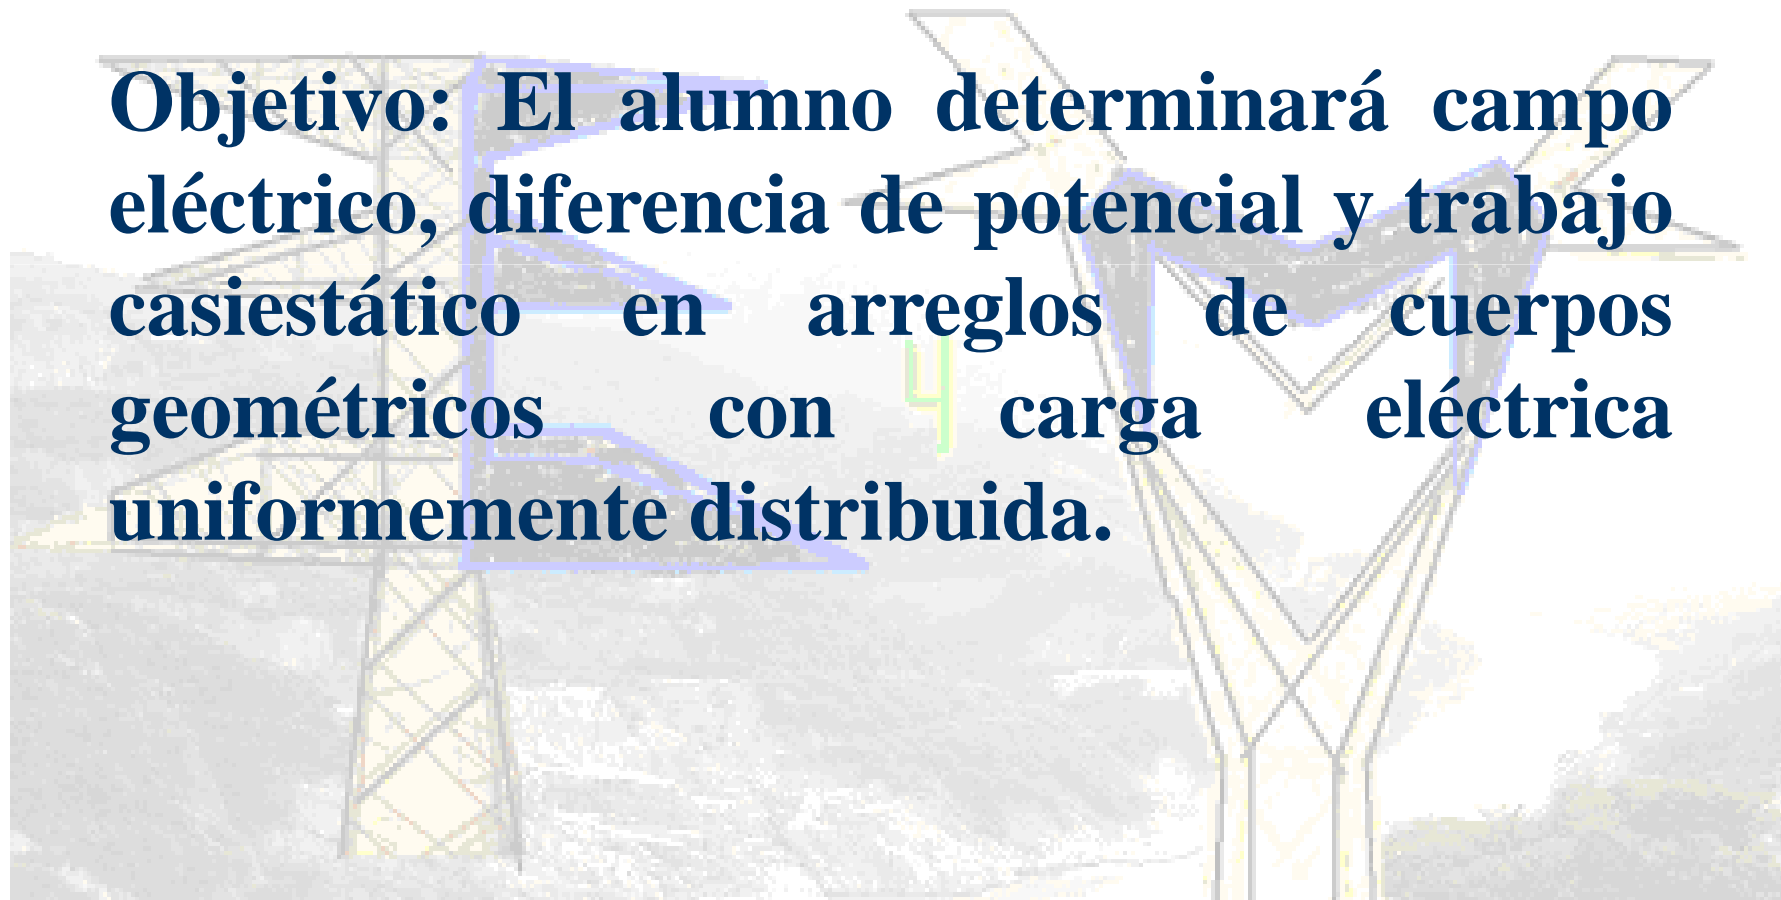 Objetivo: El alumno determinará campo
eléctrico, diferencia de potencial y trabajo
casiestático en arreglos de cuerpos
geométricos con carga eléctrica
uniformemente distribuida.